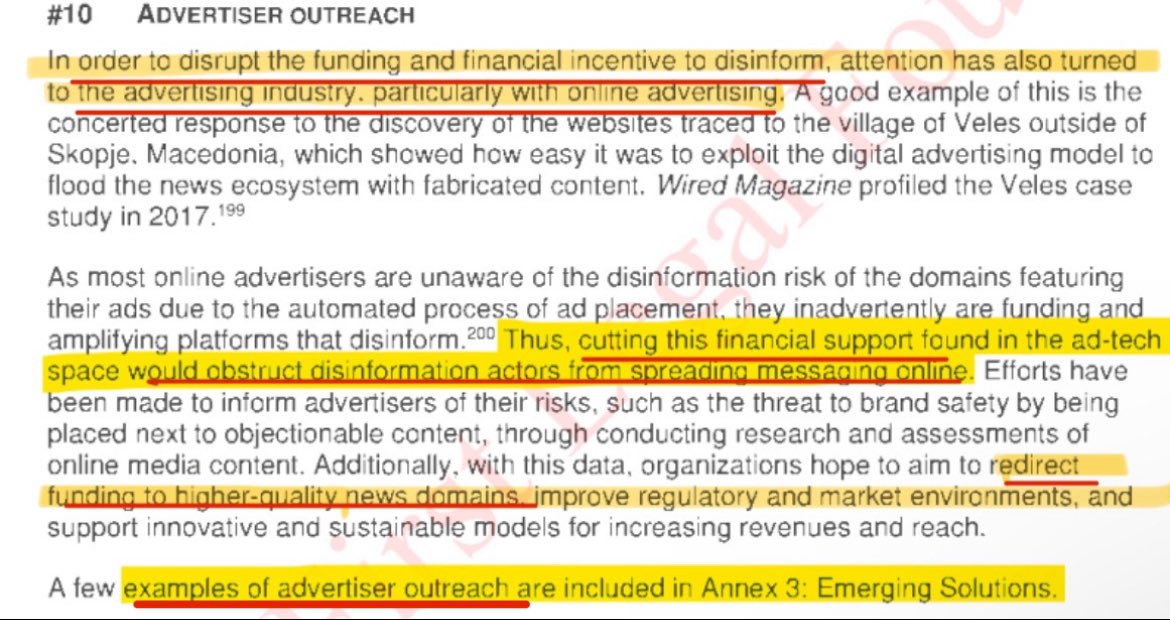 #10 ADVERTISER OUTREACH
In order to disrupt the funding and financial incentive to disinform, attention has also turned
to the advertising industry, particularly with online advertising. A good example of this is the
concerted response to the discovery of the websites traced to the village of Veles outside of
Skopje, Macedonia, which showed how easy it was to exploit the digital advertising model to
flood the news ecosystem with fabricated content. Wired Magazine profiled the Veles case
study in 2017.199
As most online advertisers are unaware of the disinformation risk of the domains featuring
their ads due to the automated process of ad placement, they inadvertently are funding and
amplifying platforms that disinform.200 Thus, cutting this financial support found in the ad-tech
space would obstruct disinformation actors from spreading messaging online. Efforts have
been made to inform advertisers of their risks, such as the threat to brand safety by being
placed next to objectionable content, through conducting research and assessments of
online media content. Additionally, with this data, organizations hope to aim to redirect
funding to higher-quality news domains, improve regulatory and market environments, and
support innovative and sustainable models for increasing revenues and reach.
A few examples of advertiser outreach are included in Annex 3: Emerging Solutions.
First Legal Fou